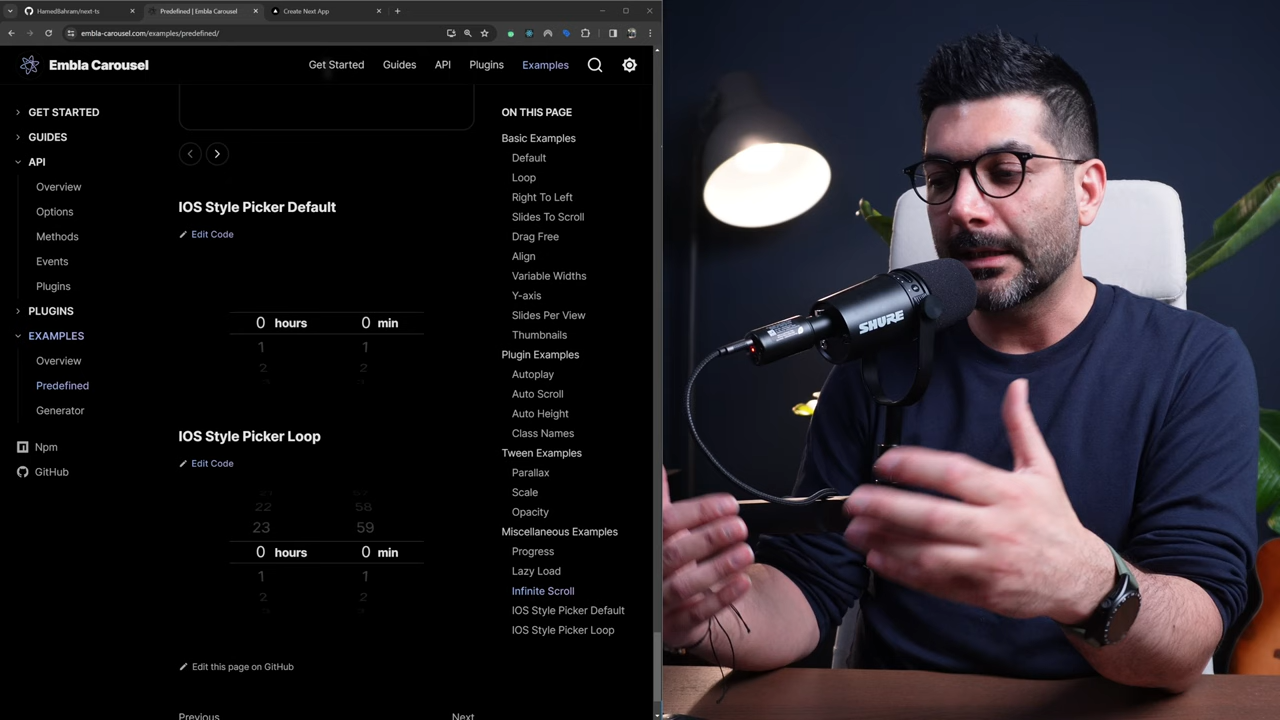 HamedBahram/next-ts
Predefined | Embla Carousel
Create Next App
embla-carousel.com/examples/predefined/
Embla Carousel
Get Started
Guides
API
Plugins
Examples
GET STARTED
GUIDES
API
Overview
Options
Methods
Events
Plugins
PLUGINS
EXAMPLES
Overview
Predefined
Generator
Npm
GitHub
IOS Style Picker Default
Edit Code
0 hours 0 min
1 1
2 2
IOS Style Picker Loop
Edit Code
22 58
23 59
0 hours 0 min
1 1
2 2
Edit this page on GitHub
Previous
Next
ON THIS PAGE
Basic Examples
Default
Loop
Right To Left
Slides To Scroll
Drag Free
Align
Variable Widths
Y-axis
Slides Per View
Thumbnails
Plugin Examples
Autoplay
Auto Scroll
Auto Height
Class Names
Tween Examples
Parallax
Scale
Opacity
Miscellaneous Examples
Progress
Lazy Load
Infinite Scroll
IOS Style Picker Default
IOS Style Picker Loop
SHURE